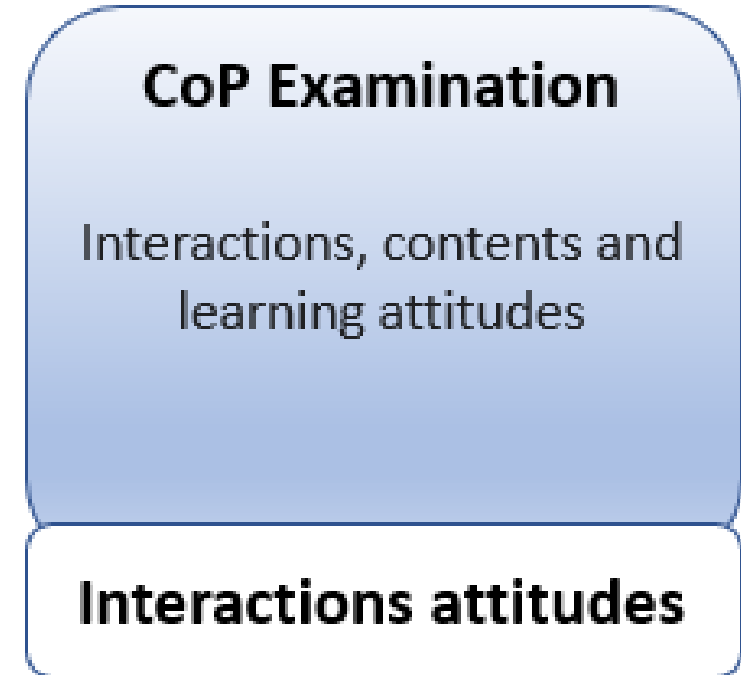 CoP Examination
Interactions, contents and
learning attitudes
Interactions attitudes